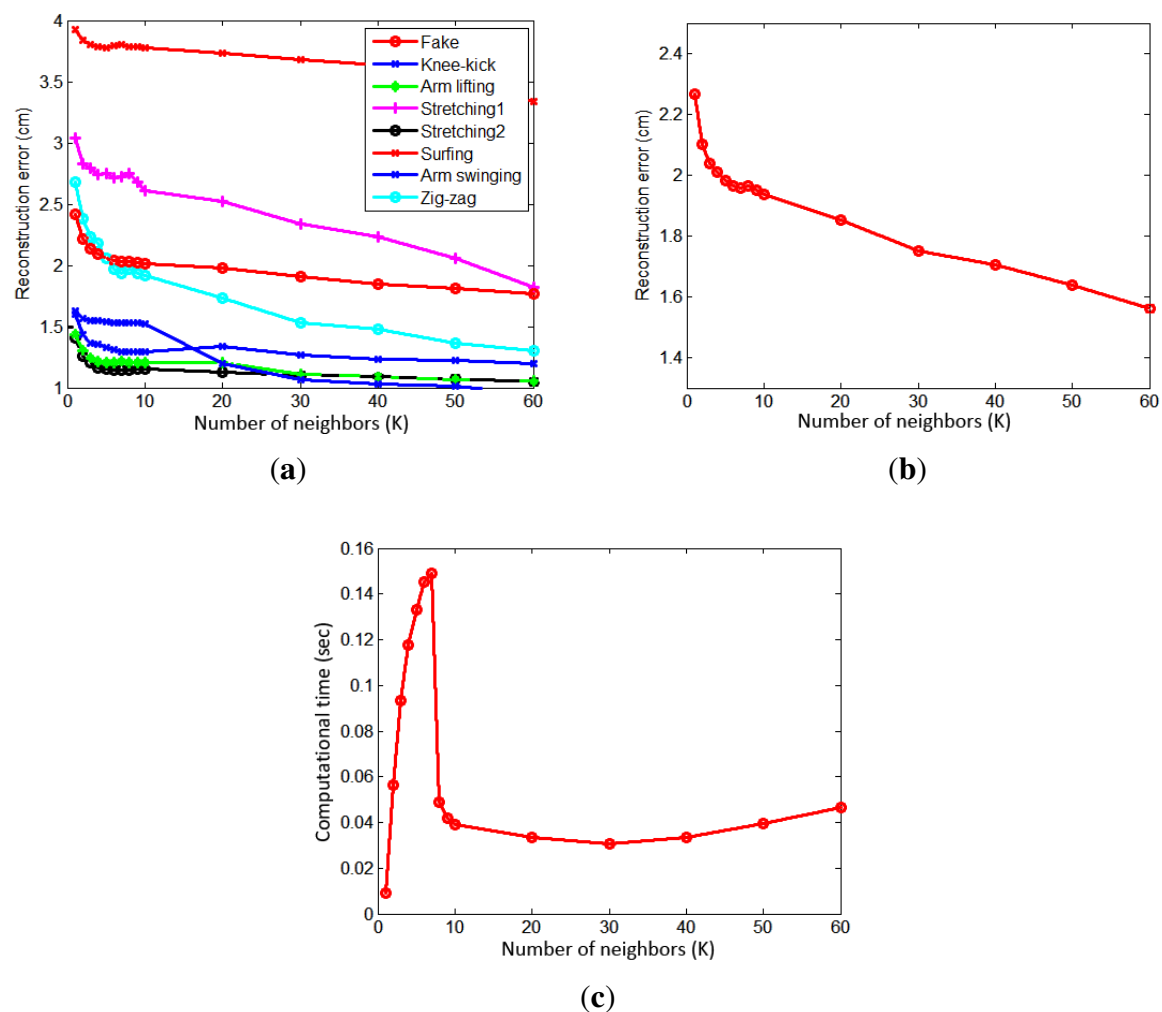 4
3.5
3
2.5
2
1.5
1
Reconstruction error (cm)
Fake
Knee-kick
Arm lifting
Stretching1
Stretching2
Surfing
Arm swinging
Zig-zag
0 10 20 30 40 50 60
Number of neighbors (K)
(a)
2.4
2.2
2
1.8
1.6
1.4
Reconstruction error (cm)
0 10 20 30 40 50 60
Number of neighbors (K)
(b)
0.16
0.14
0.12
0.1
0.08
0.06
0.04
0.02
0
Computational time (sec)
0 10 20 30 40 50 60
Number of neighbors (K)
(c)